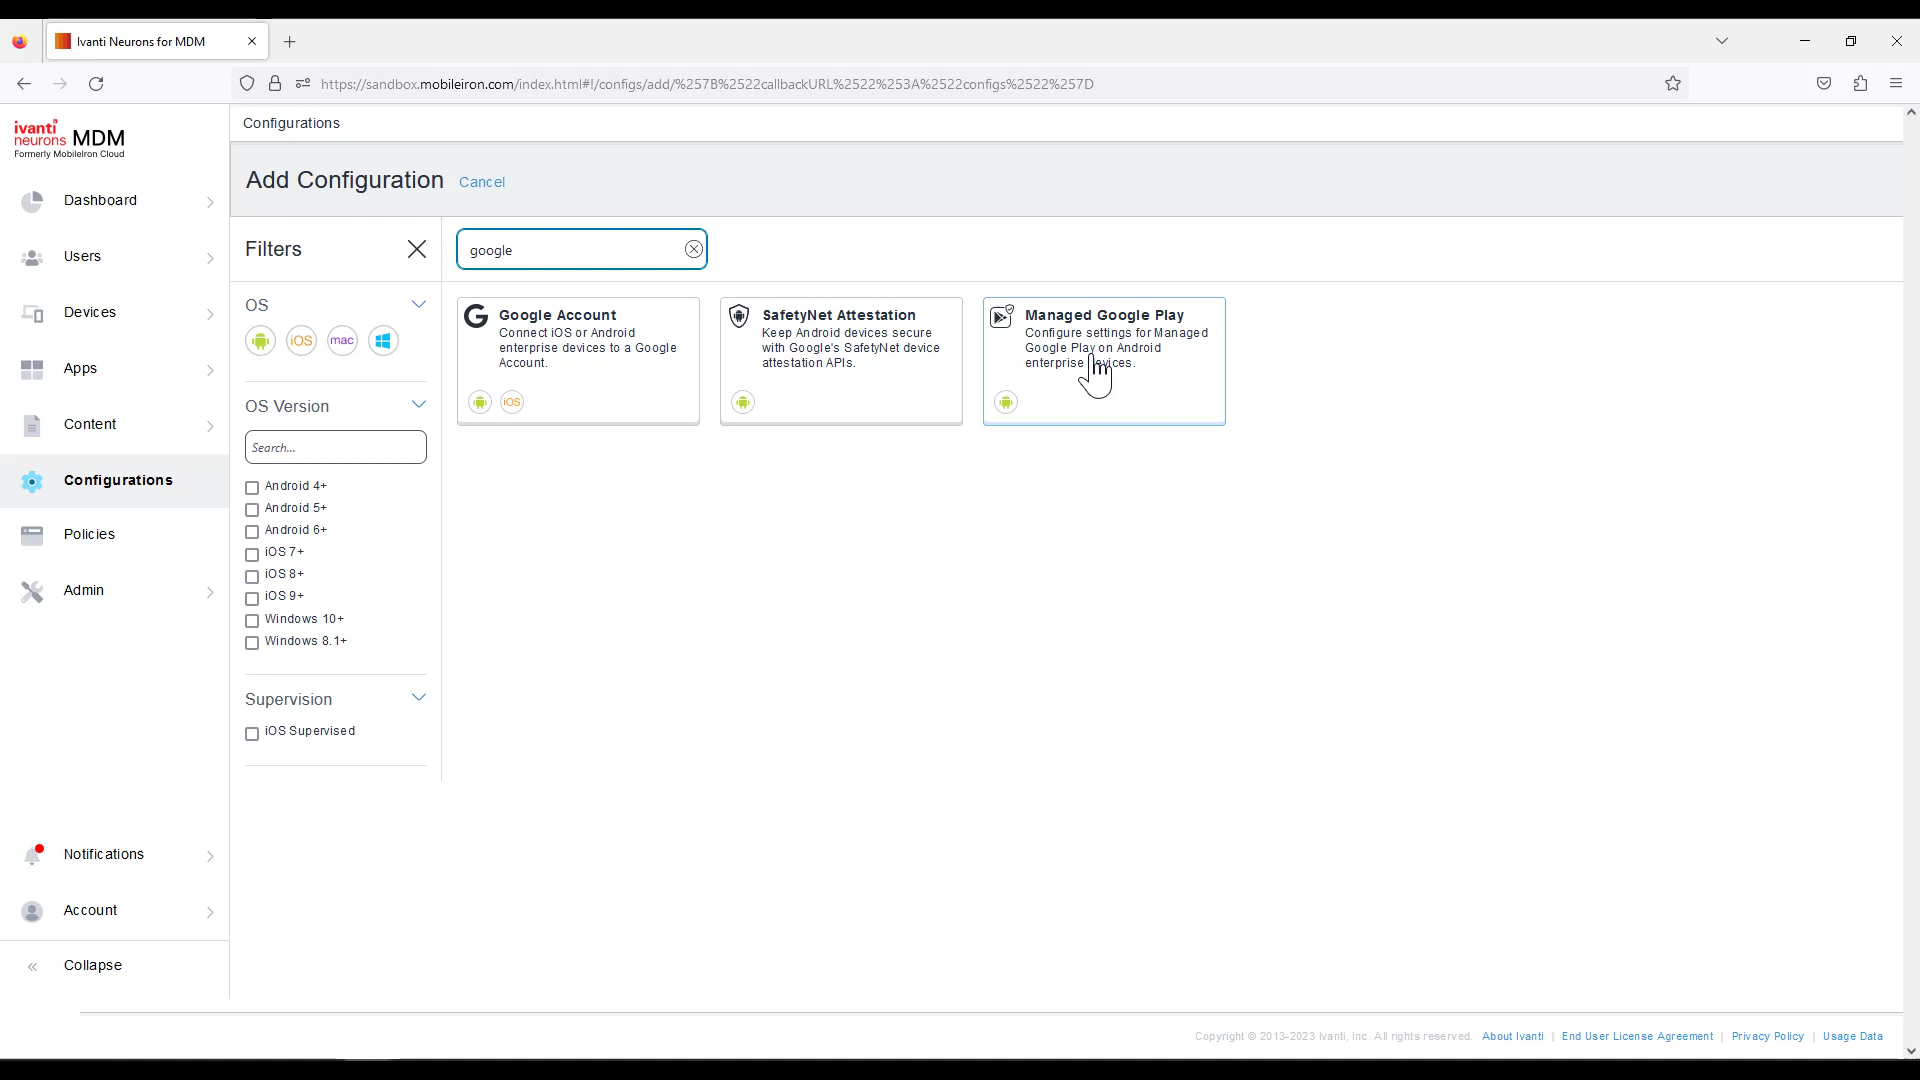 Ivanti Neurons for MDM
https://sandbox.mobileiron.com/index.html#!/configs/add/%257B%2522callbackURL%2522%253A%2522configs%2522%257D
ivanti
neurons MDM
Formerly MobileIron Cloud
Dashboard
Users
Devices
Apps
Content
Configurations
Policies
Admin
Notifications
Account
Collapse
Configurations
Add Configuration Cancel
Filters
OS
iOS mac
OS Version
Search...
Android 4+
Android 5+
Android 6+
iOS 7+
iOS 8+
iOS 9+
Windows 10+
Windows 8.1+
Supervision
iOS Supervised
google
Google Account
Connect iOS or Android
enterprise devices to a Google
Account.
iOS
SafetyNet Attestation
Keep Android devices secure
with Google's SafetyNet device
attestation APIs.
Managed Google Play
Configure settings for Managed
Google Play on Android
enterprise devices.
Copyright © 2013-2023 Ivanti, Inc. All rights reserved. About Ivanti | End User License Agreement | Privacy Policy | Usage Data